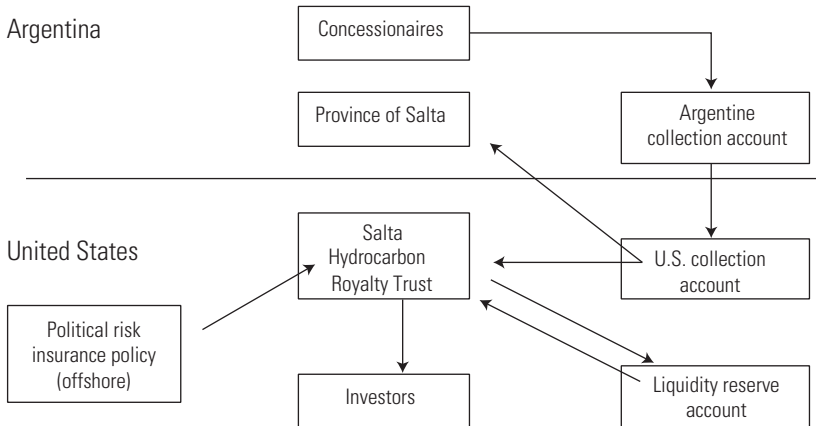 Argentina
Concessionaires
Province of Salta
Argentine
collection account
United States
Salta
Hydrocarbon
Royalty Trust
U.S. collection
account
Political risk
insurance policy
(offshore)
Investors
Liquidity reserve
account